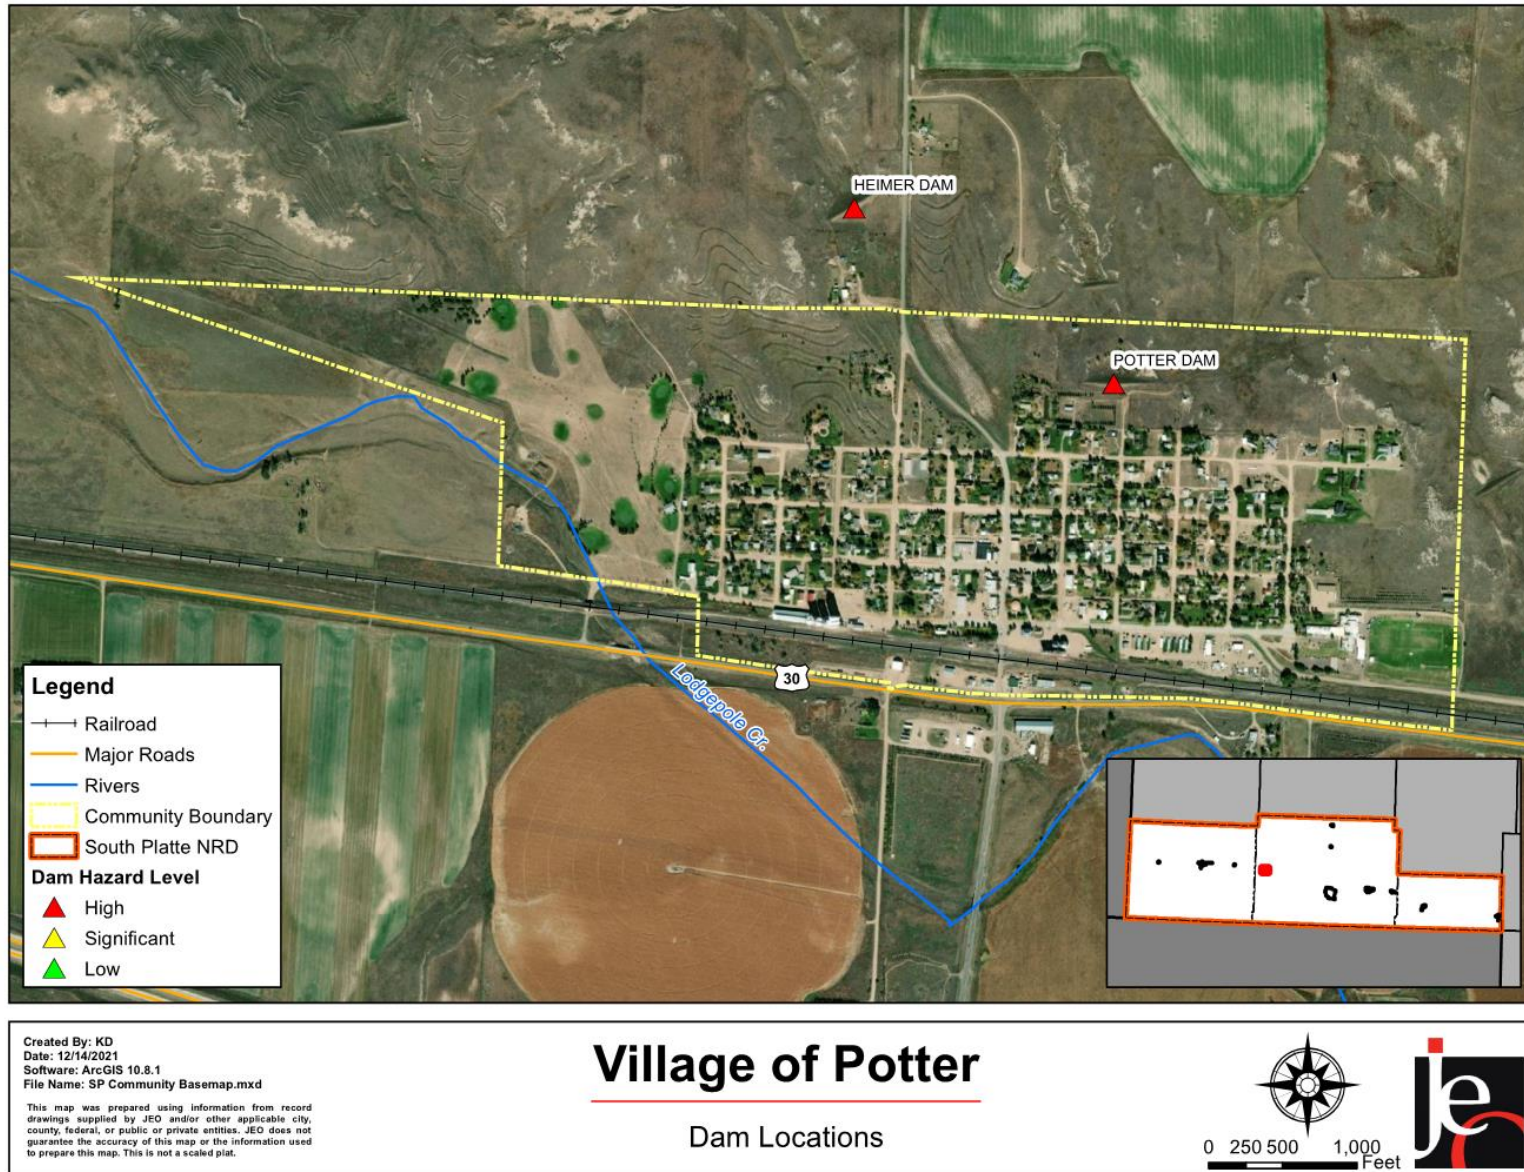 HEIMER DAM
POTTER DAM
30
Lodgepole Cr.
Legend
Railroad
Major Roads
Rivers
Community Boundary
South Platte NRD
Dam Hazard Level
High
Significant
Low
Created By: KD
Date: 12/14/2021
Software: ArcGIS 10.8.1
File Name: SP Community Basemap.mxd
This map was prepared using information from record
drawings supplied by JEO and/or other applicable city,
county, federal, or public or private entities. JEO does not
guarantee the accuracy of this map or the information used
to prepare this map. This is not a scaled plat.
Village of Potter
Dam Locations
0 250 500 1,000
Feet
jeo